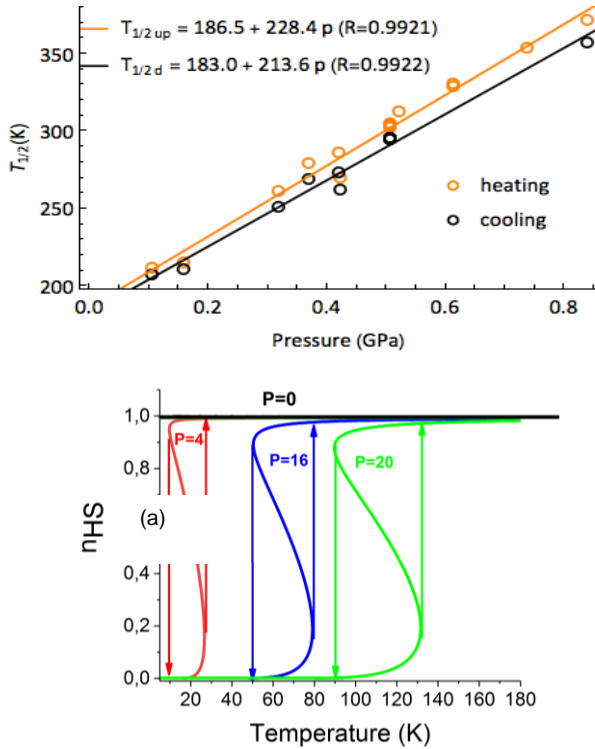 T1/2 up = 186.5 + 228.4 p (R=0.9921)
T1/2 d = 183.0 + 213.6 p (R=0.9922)
350
300
250
200
T1/2(K)
heating
cooling
0.0 0.2 0.4 0.6 0.8
Pressure (GPa)
P=0
1,0
P=4
P=16
P=20
0,8
(a)
nHS
0,4
0,2
0,0
20 40 60 80 100 120 140 160 180
Temperature (K)